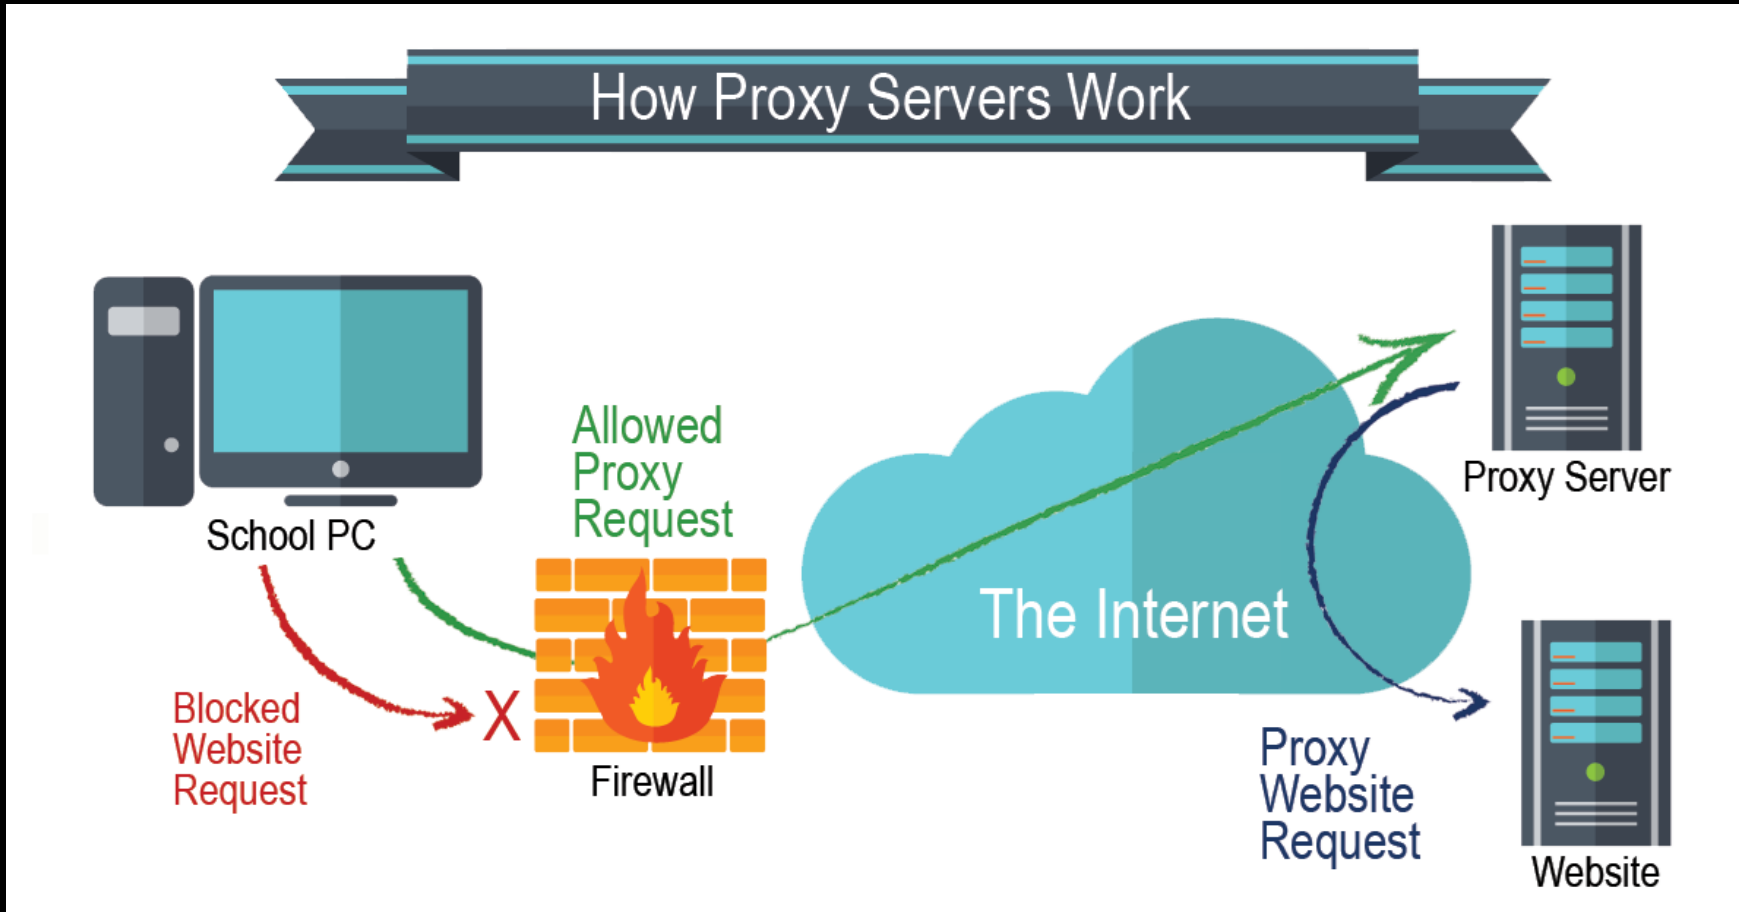 How Proxy Servers Work
School PC
Allowed
Proxy
Request
Blocked
Website
Request
Firewall
The Internet
Proxy Server
Proxy
Website
Request
Website
X